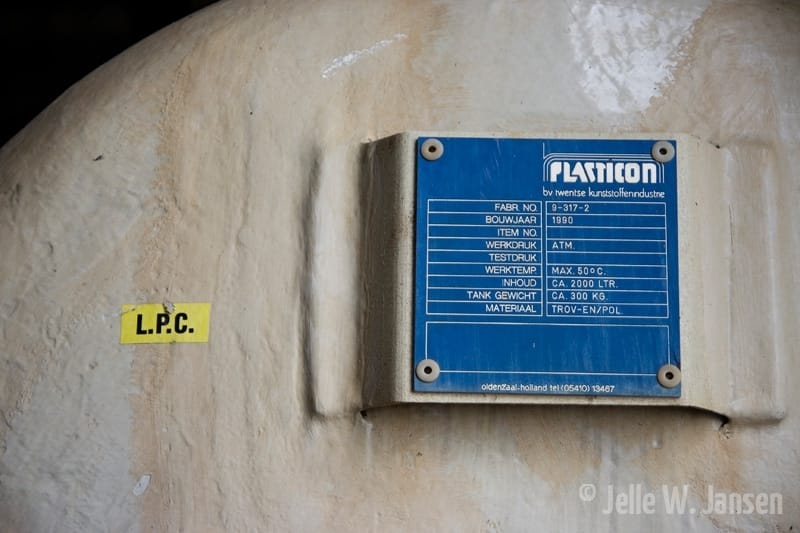 PLASTICON
bv twentse kunststoffenindustrie
FABR. NO. 9-317-2
BOUWJAAR 1990
ITEM NO.
WERKDRUK ATM.
TESTDRUK
WERKTEMP. MAX. 50°C.
INHOUD CA. 2000 LTR.
TANK GEWICHT CA. 300 KG.
MATERIAAL TROV-EN/POL.
oldenzaal-holland tel (05410) 13467
L.P.C.
© Jelle W. Jansen